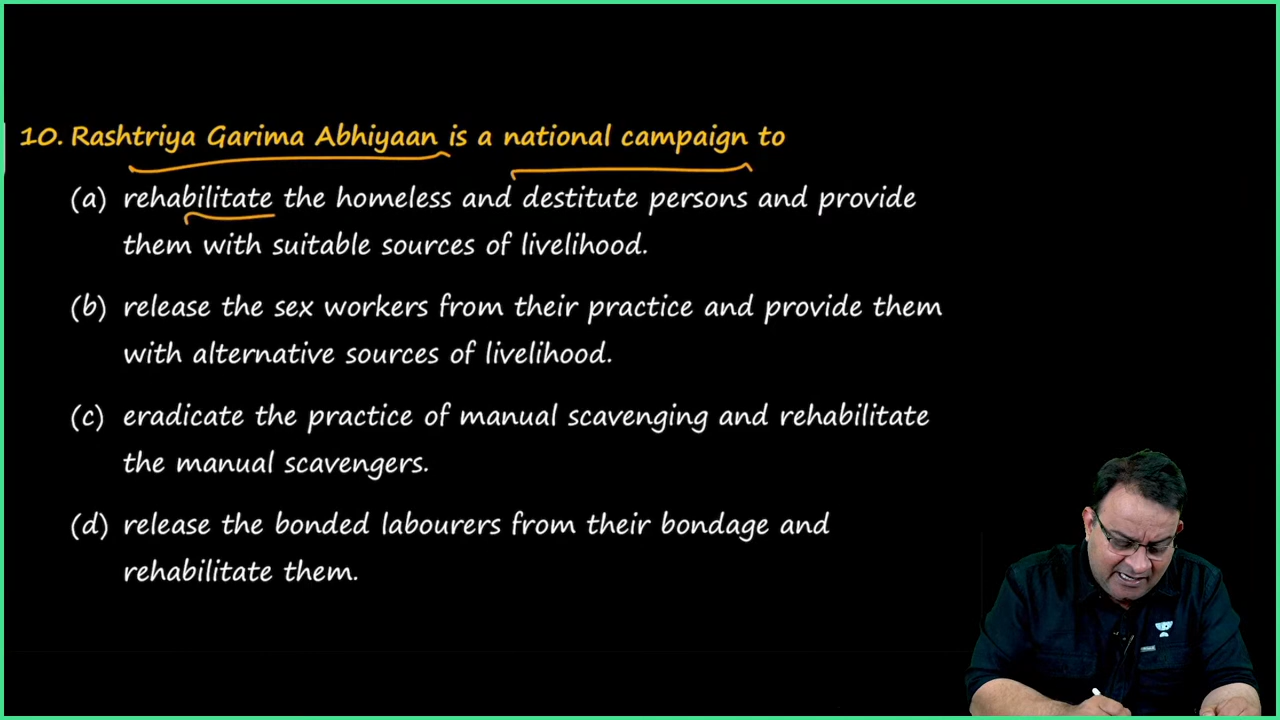 10. Rashtriya Garima Abhiyaan is a national campaign to
(a) rehabilitate the homeless and destitute persons and provide
them with suitable sources of livelihood.
(b) release the sex workers from their practice and provide them
with alternative sources of livelihood.
(c) eradicate the practice of manual scavenging and rehabilitate
the manual scavengers.
(d) release the bonded labourers from their bondage and
rehabilitate them.